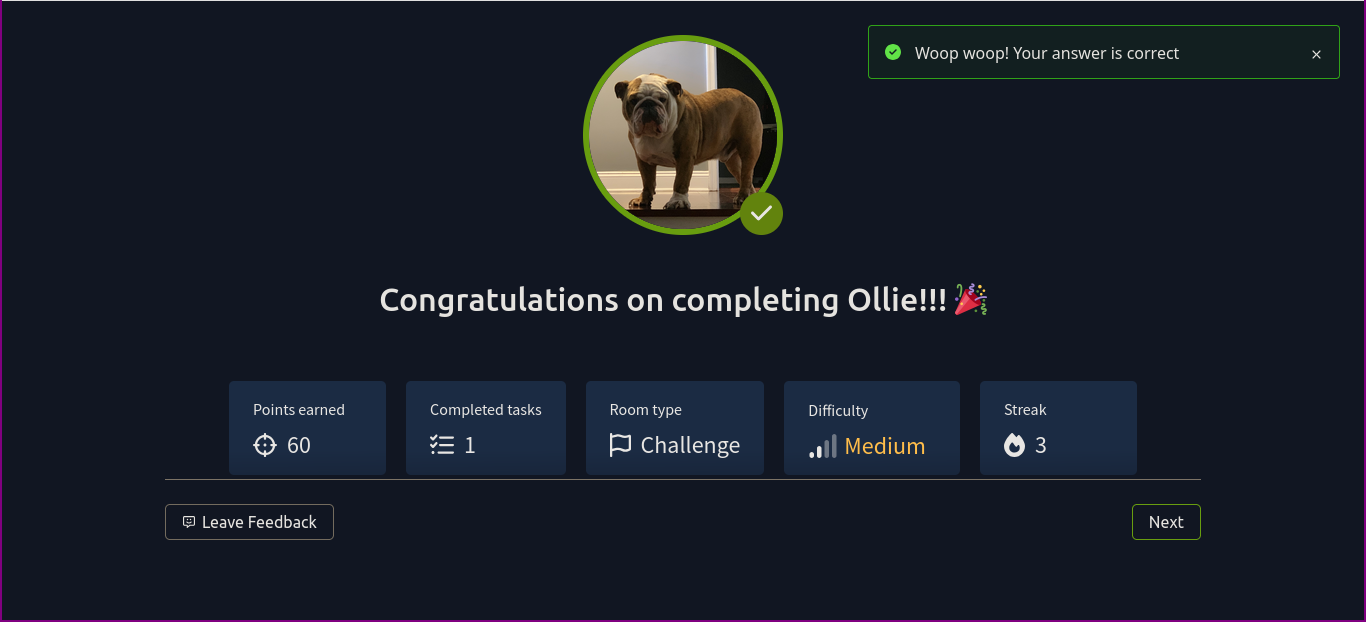 Woop woop! Your answer is correct
Congratulations on completing Ollie!!! 🎉
Points earned
60
Completed tasks
1
Room type
Challenge
Difficulty
Medium
Streak
3
Leave Feedback
Next